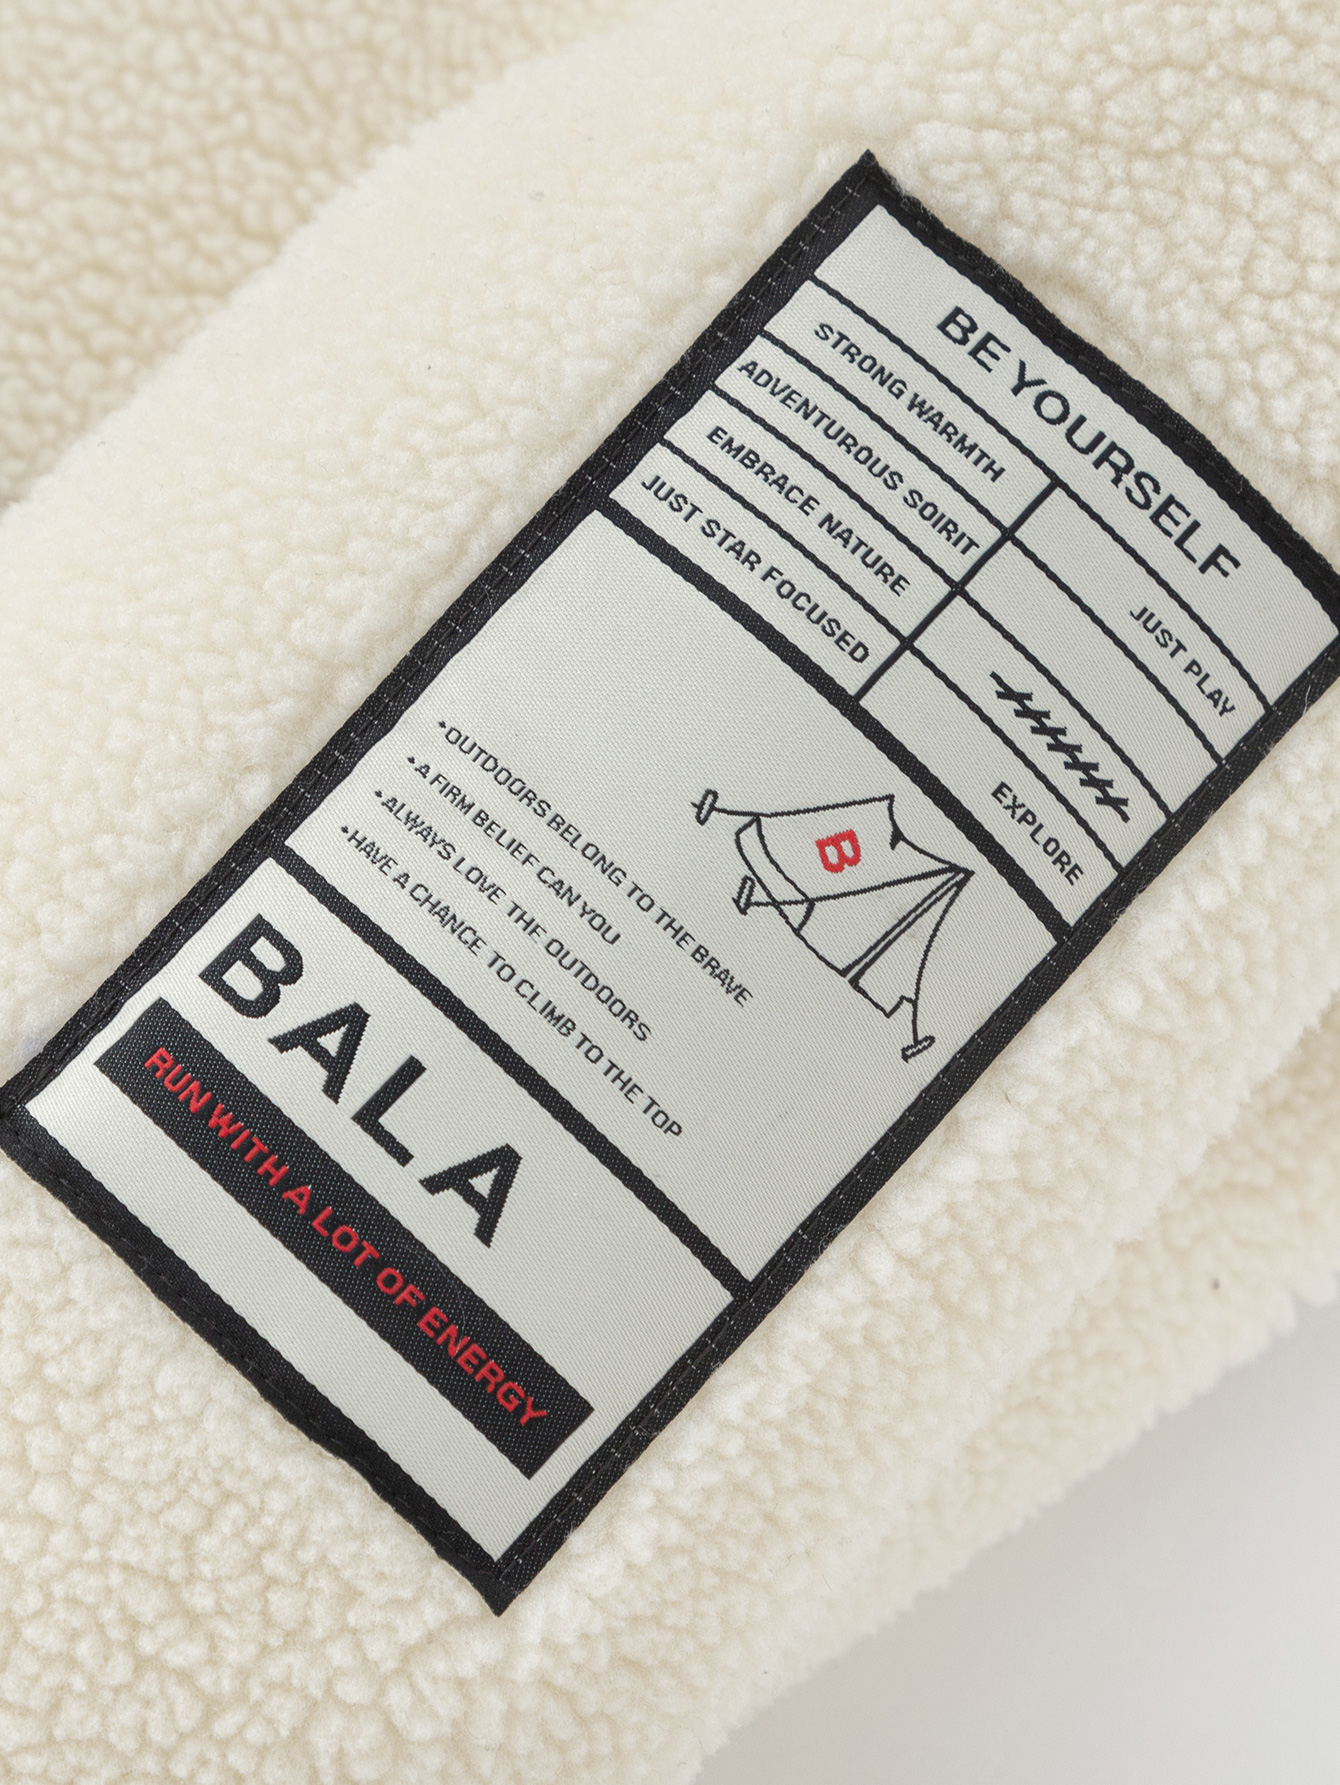 BE YOURSELF
STRONG WARMTH
JUST PLAY
ADVENTUROUS SOIRIT
EMBRACE NATURE
JUST STAR FOCUSED
EXPLORE
B
•OUTDOORS BELONG TO THE BRAVE
•A FIRM BELIEF CAN YOU
•ALWAYS LOVE THE OUTDOORS
•HAVE A CHANCE TO CLIMB TO THE TOP
BALA
RUN WITH A LOT OF ENERGY